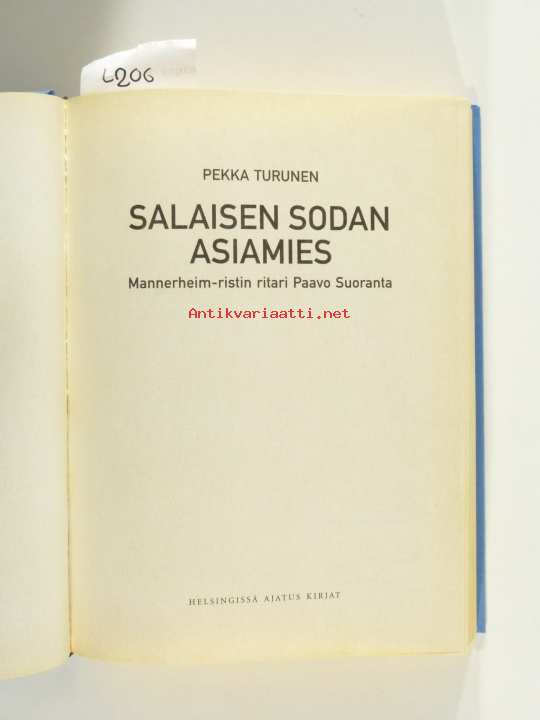 L206
PEKKA TURUNEN
SALAISEN SODAN
ASIAMIES
Mannerheim-ristin ritari Paavo Suoranta
Antikvariaatti.net
HELSINGISSÄ AJATUS KIRJAT